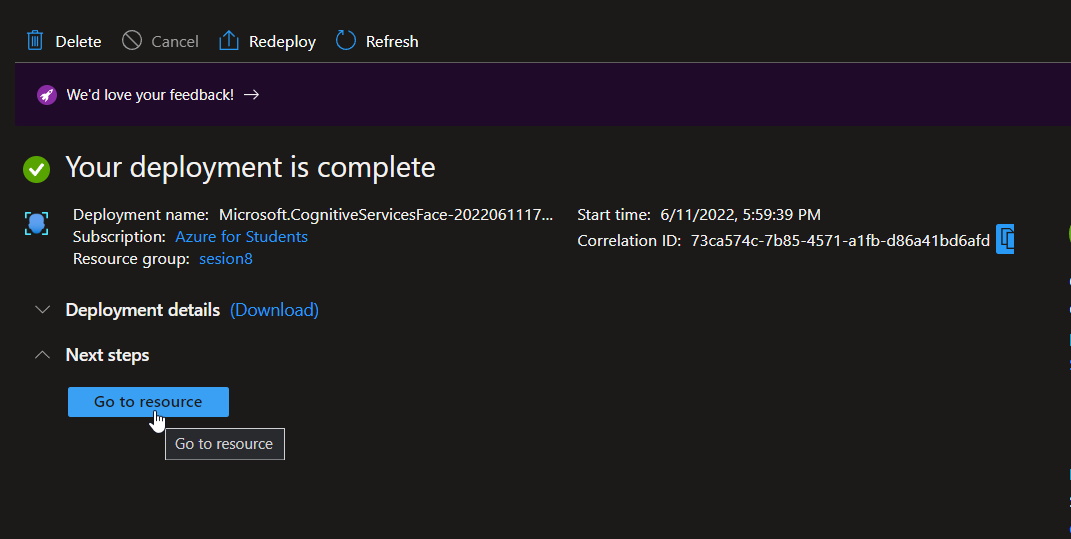 Delete Cancel Redeploy Refresh
We'd love your feedback! →
Your deployment is complete
Deployment name: Microsoft.CognitiveServicesFace-2022061117... Start time: 6/11/2022, 5:59:39 PM
Subscription: Azure for Students Correlation ID: 73ca574c-7b85-4571-a1fb-d86a41bd6afd
Resource group: sesion8
Deployment details (Download)
Next steps
Go to resource
Go to resource